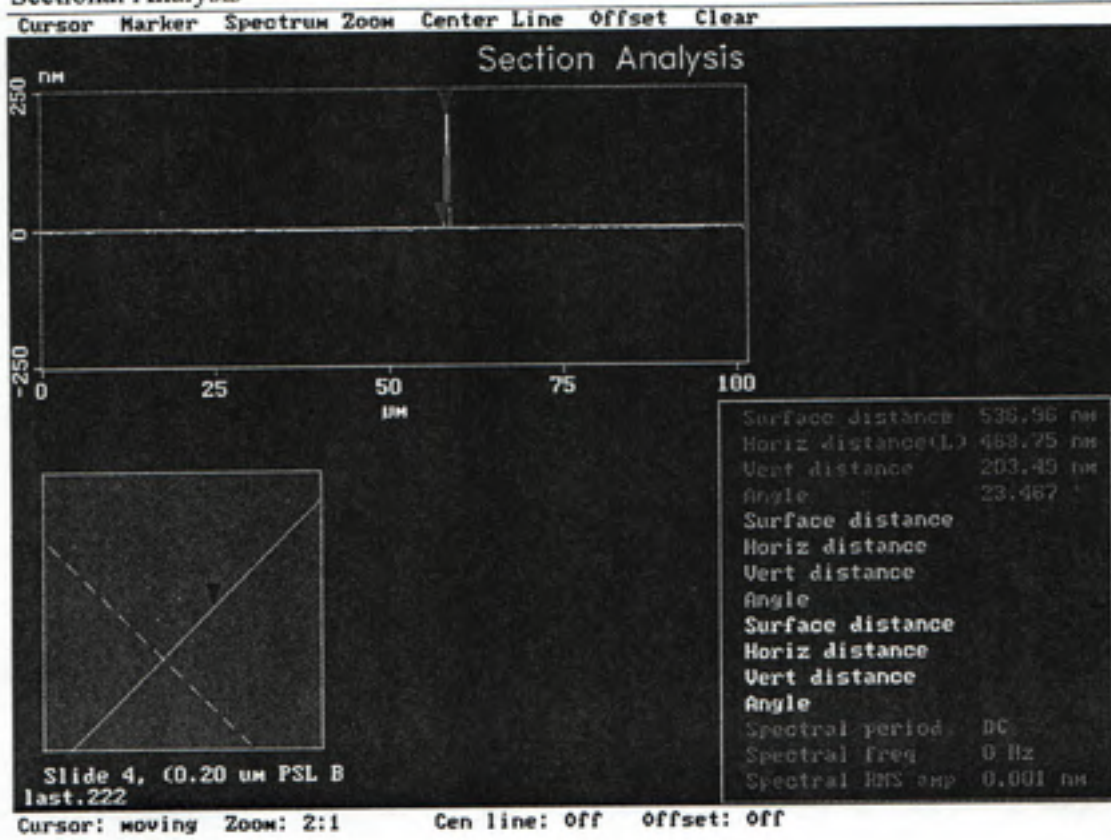 Cursor Marker Spectrum Zoom Center Line Offset Clear
Section Analysis
nM
250
0
-250
0 25 50 75 100
µM
Surface distance 536.96 nM
Horiz distance(L) 468.75 nM
Vert distance 203.49 nM
Angle 23.467 °
Surface distance
Horiz distance
Vert distance
Angle
Surface distance
Horiz distance
Vert distance
Angle
Spectral period DC
Spectral freq 0 Hz
Spectral RMS amp 0.001 nM
Slide 4, (0.20 um PSL B
last.222
Cursor: moving Zoom: 2:1 Cen line: Off Offset: Off